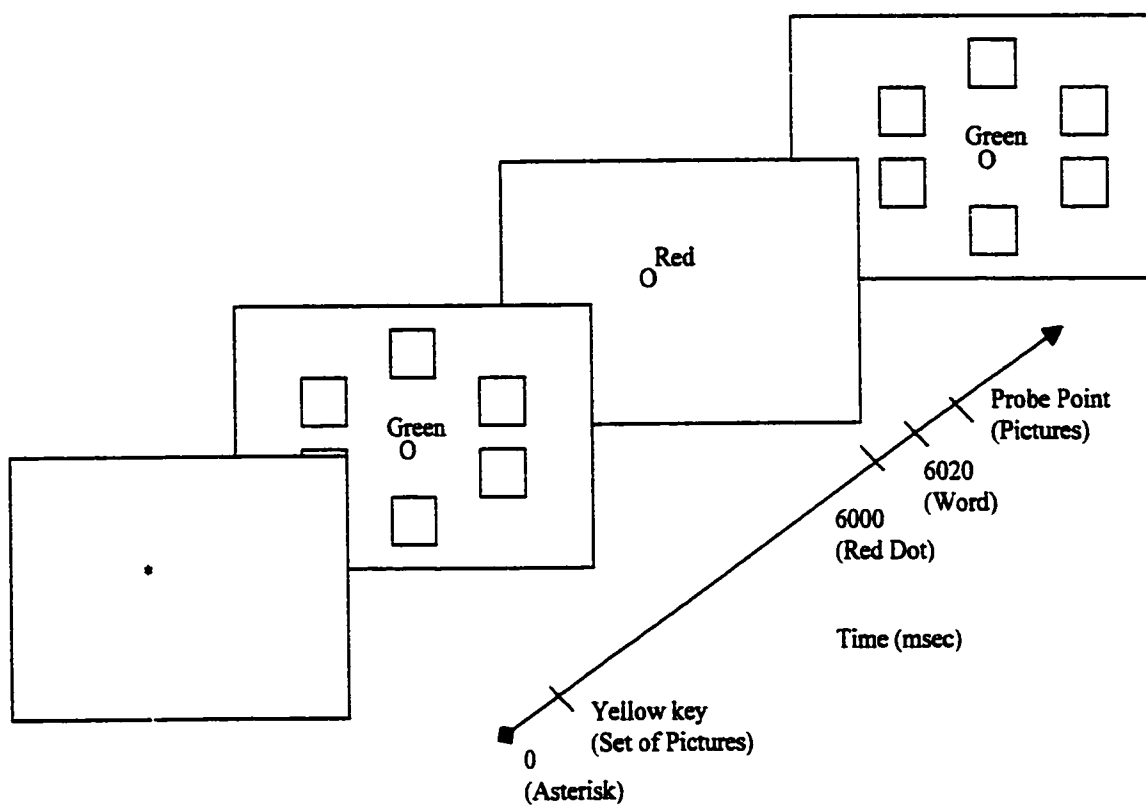 Green
O
Red
O
Green
O
*
Probe Point
(Pictures)
6020
(Word)
6000
(Red Dot)
Time (msec)
Yellow key
(Set of Pictures)
0
(Asterisk)